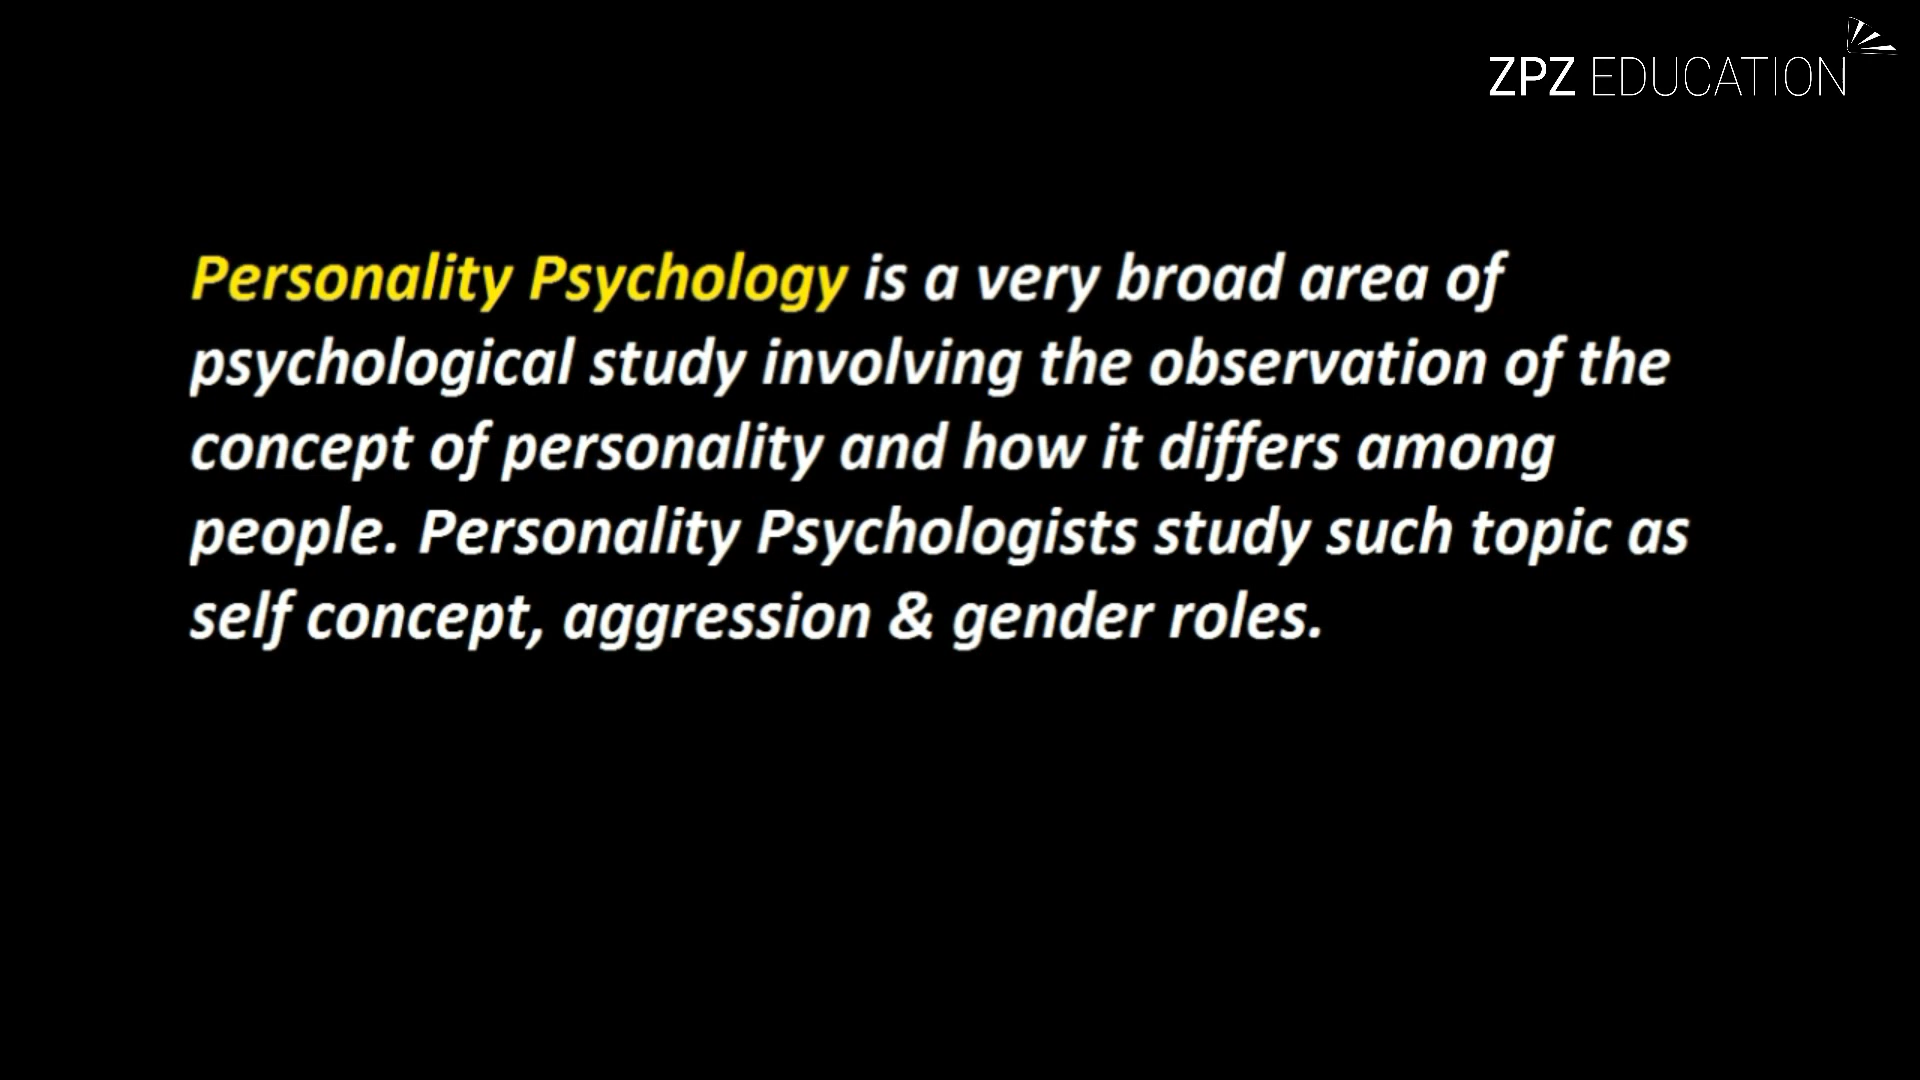 ZPZ EDUCATION
Personality Psychology is a very broad area of
psychological study involving the observation of the
concept of personality and how it differs among
people. Personality Psychologists study such topic as
self concept, aggression & gender roles.